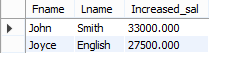 Fname Lname Increased_sal
John Smith 33000.000
Joyce English 27500.000